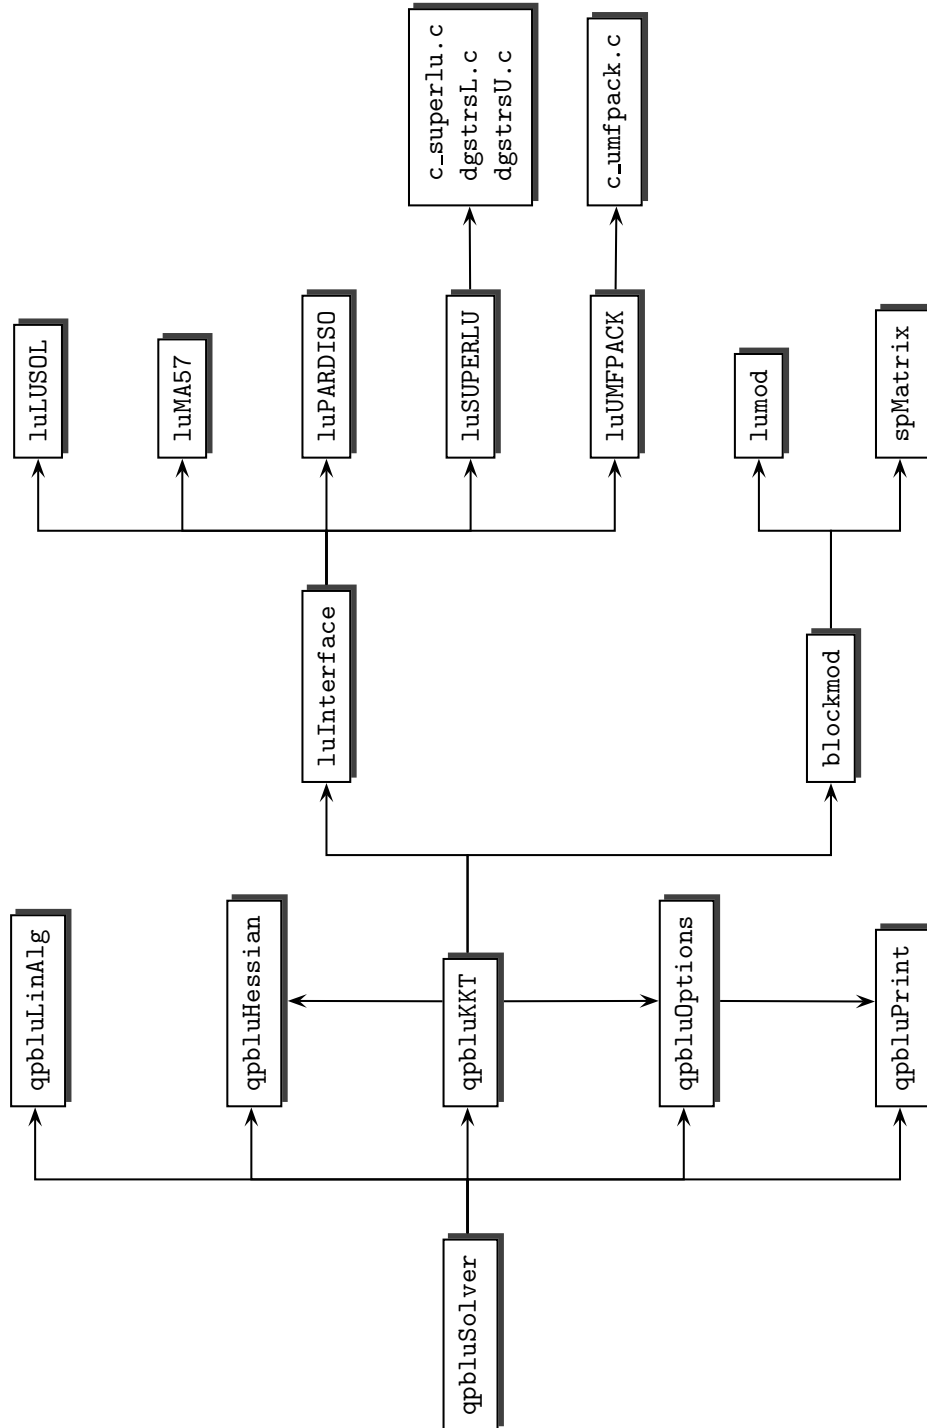 qpbluSolver
qpbluLinAlg
qpbluHessian
qpbluKKT
qpbluOptions
qpbluPrint
luInterface
blockmod
luLUSOL
luMA57
luPARDISO
luSUPERLU
luUMFPACK
lumod
spMatrix
c_superlu.c
dgstrsL.c
dgstrsU.c
c_umfpack.c